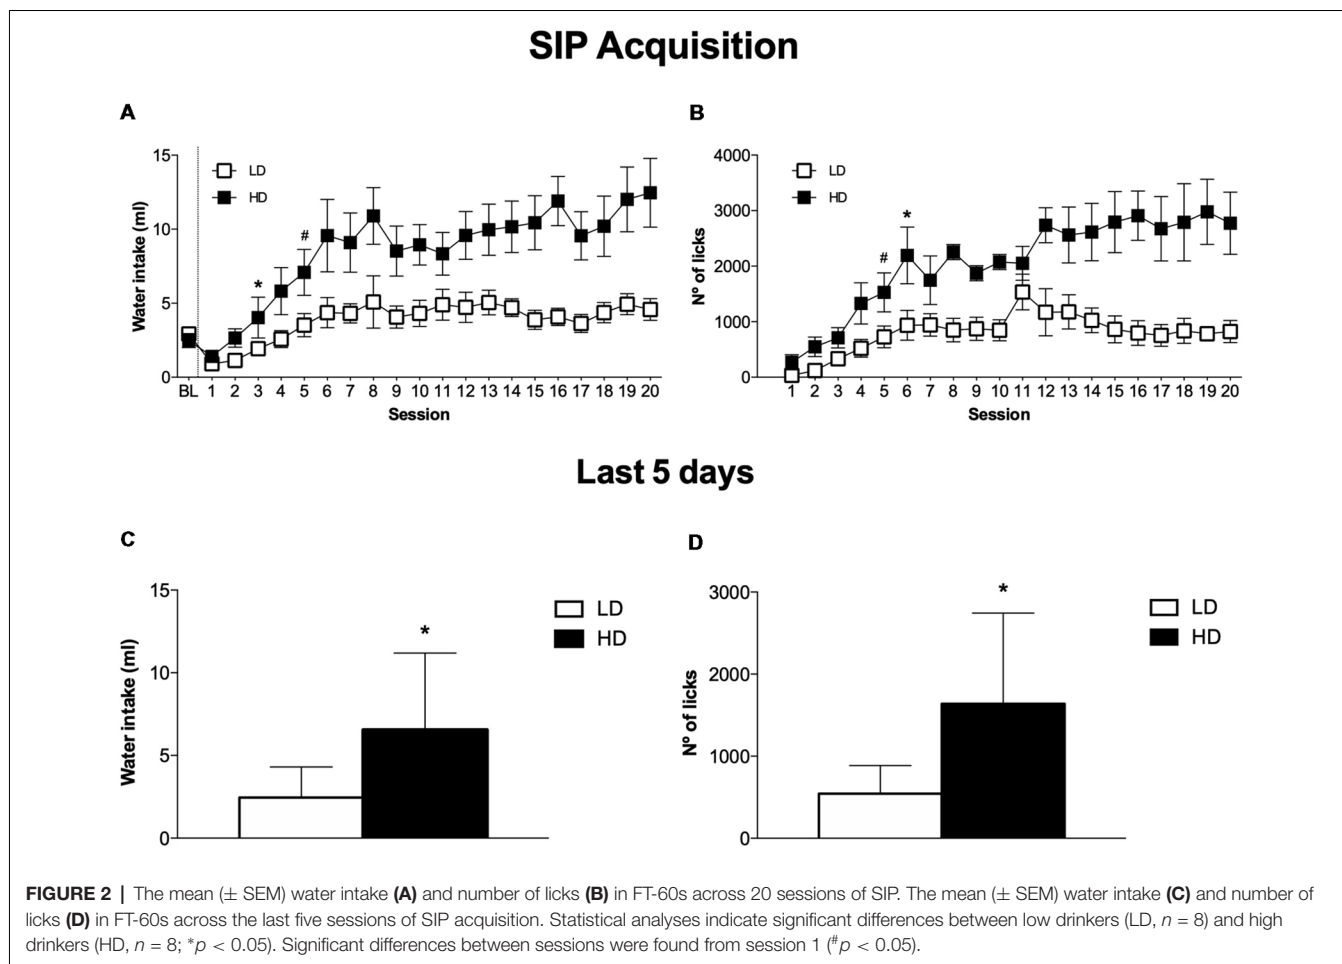 SIP Acquisition
A
15
10
5
0
Water intake (ml)
LD
HD
*
#
BL 1 2 3 4 5 6 7 8 9 10 11 12 13 14 15 16 17 18 19 20
Session
B
4000
3000
2000
1000
0
Nº of licks
LD
HD
#
*
1 2 3 4 5 6 7 8 9 10 11 12 13 14 15 16 17 18 19 20
Session
Last 5 days
C
15
10
5
0
Water intake (ml)
*
LD
HD
D
3000
2000
1000
0
Nº of licks
*
LD
HD
FIGURE 2 | The mean (± SEM) water intake (A) and number of licks (B) in FT-60s across 20 sessions of SIP. The mean (± SEM) water intake (C) and number of
licks (D) in FT-60s across the last five sessions of SIP acquisition. Statistical analyses indicate significant differences between low drinkers (LD, n = 8) and high
drinkers (HD, n = 8; *p < 0.05). Significant differences between sessions were found from session 1 (#p < 0.05).